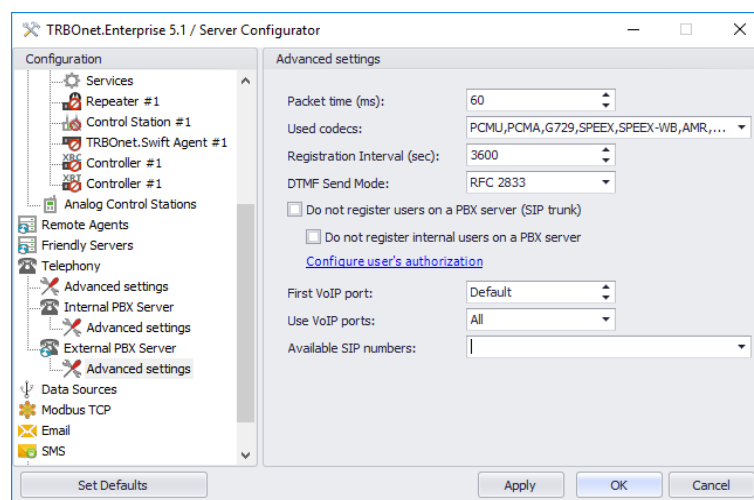 TRBOnet.Enterprise 5.1 / Server Configurator
Configuration
Services
Repeater #1
Control Station #1
TRBOnet.Swift Agent #1
XRC Controller #1
XRT Controller #1
Analog Control Stations
Remote Agents
Friendly Servers
Telephony
Advanced settings
Internal PBX Server
Advanced settings
External PBX Server
Advanced settings
Data Sources
Modbus TCP
Email
SMS
Advanced settings
Packet time (ms): 60
Used codecs: PCMU,PCMA,G729,SPEEX,SPEEX-WB,AMR,...
Registration Interval (sec): 3600
DTMF Send Mode: RFC 2833
Do not register users on a PBX server (SIP trunk)
Do not register internal users on a PBX server
Configure user's authorization
First VoIP port: Default
Use VoIP ports: All
Available SIP numbers:
Set Defaults
Apply OK Cancel